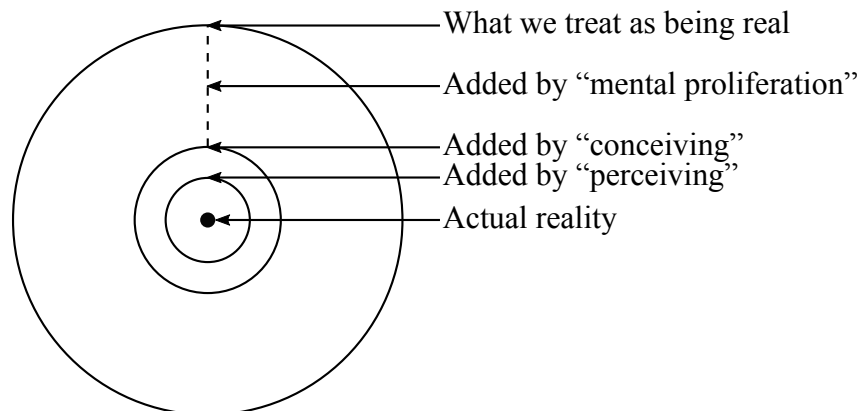 What we treat as being real
Added by “mental proliferation”
Added by “conceiving”
Added by “perceiving”
Actual reality